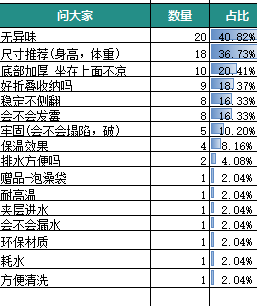 问大家 数量 占比
无异味 20 40.82%
尺寸推荐(身高，体重) 18 36.73%
底部加厚 坐在上面不凉 10 20.41%
好折叠收纳吗 9 18.37%
稳定不倒翻 8 16.33%
会不会发霉 8 16.33%
牢固(会不会塌陷，破) 5 10.20%
保温效果 4 8.16%
排水方便吗 2 4.08%
赠品-泡澡袋 1 2.04%
耐高温 1 2.04%
夹层进水 1 2.04%
会不会漏水 1 2.04%
环保材质 1 2.04%
耗水 1 2.04%
方便清洗 1 2.04%